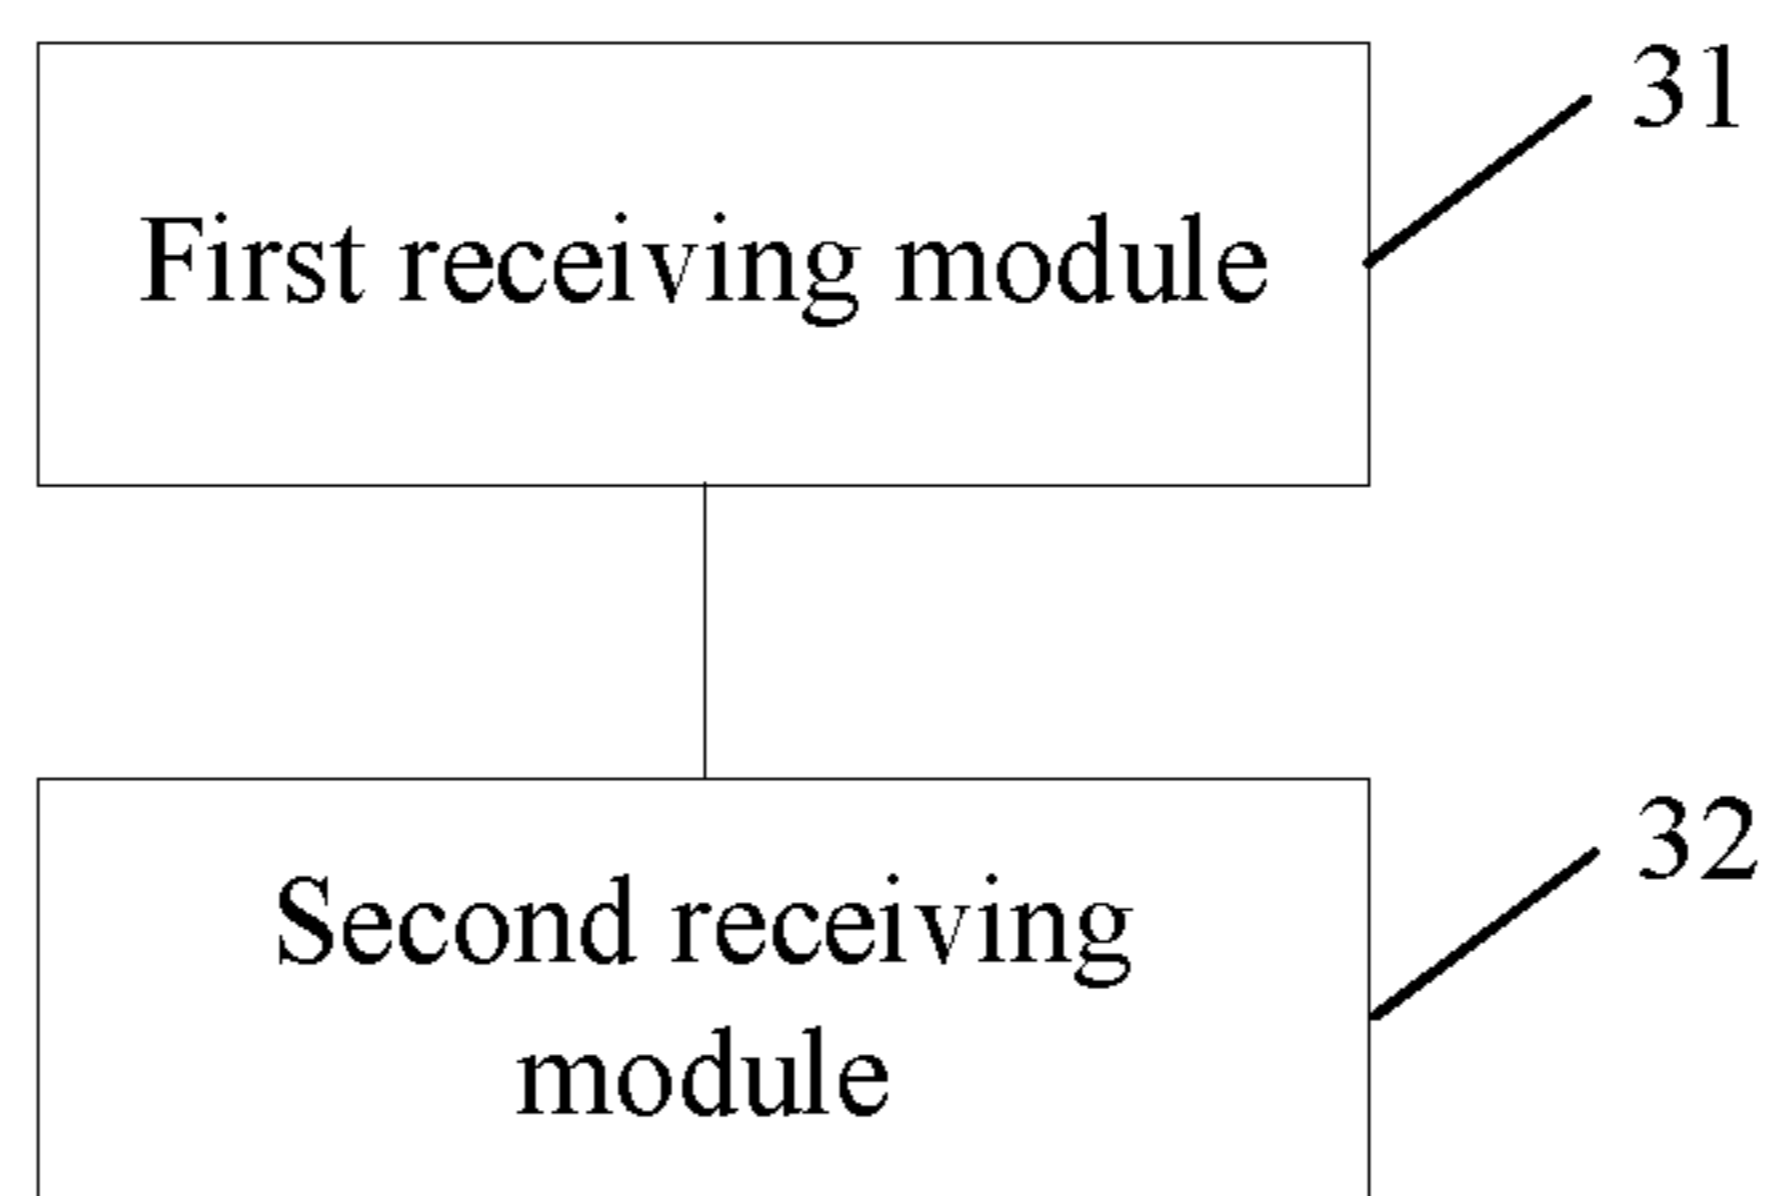 31
First receiving module
32
Second receiving
module